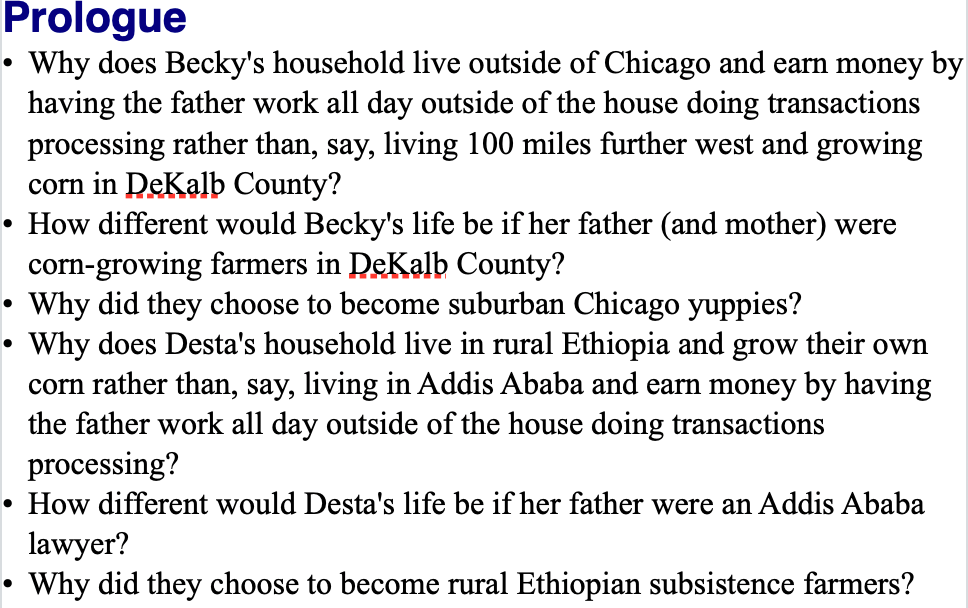 Prologue
• Why does Becky's household live outside of Chicago and earn money by
having the father work all day outside of the house doing transactions
processing rather than, say, living 100 miles further west and growing
corn in DeKalb County?
• How different would Becky's life be if her father (and mother) were
corn-growing farmers in DeKalb County?
• Why did they choose to become suburban Chicago yuppies?
• Why does Desta's household live in rural Ethiopia and grow their own
corn rather than, say, living in Addis Ababa and earn money by having
the father work all day outside of the house doing transactions
processing?
• How different would Desta's life be if her father were an Addis Ababa
lawyer?
• Why did they choose to become rural Ethiopian subsistence farmers?